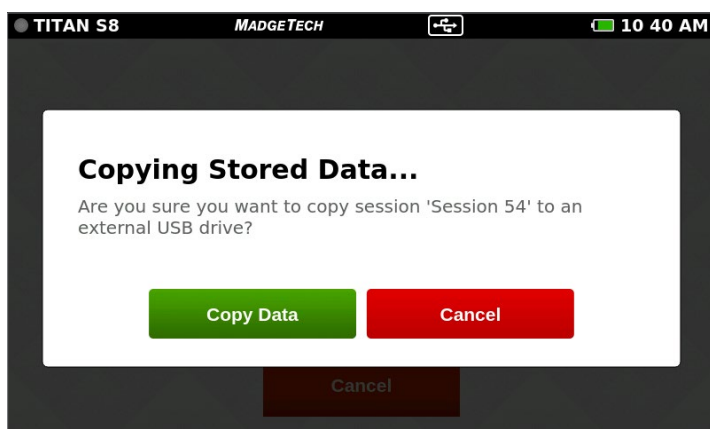 TITAN S8 MADGETECH 10 40 AM
Copying Stored Data...
Are you sure you want to copy session 'Session 54' to an
external USB drive?
Copy Data Cancel
Cancel